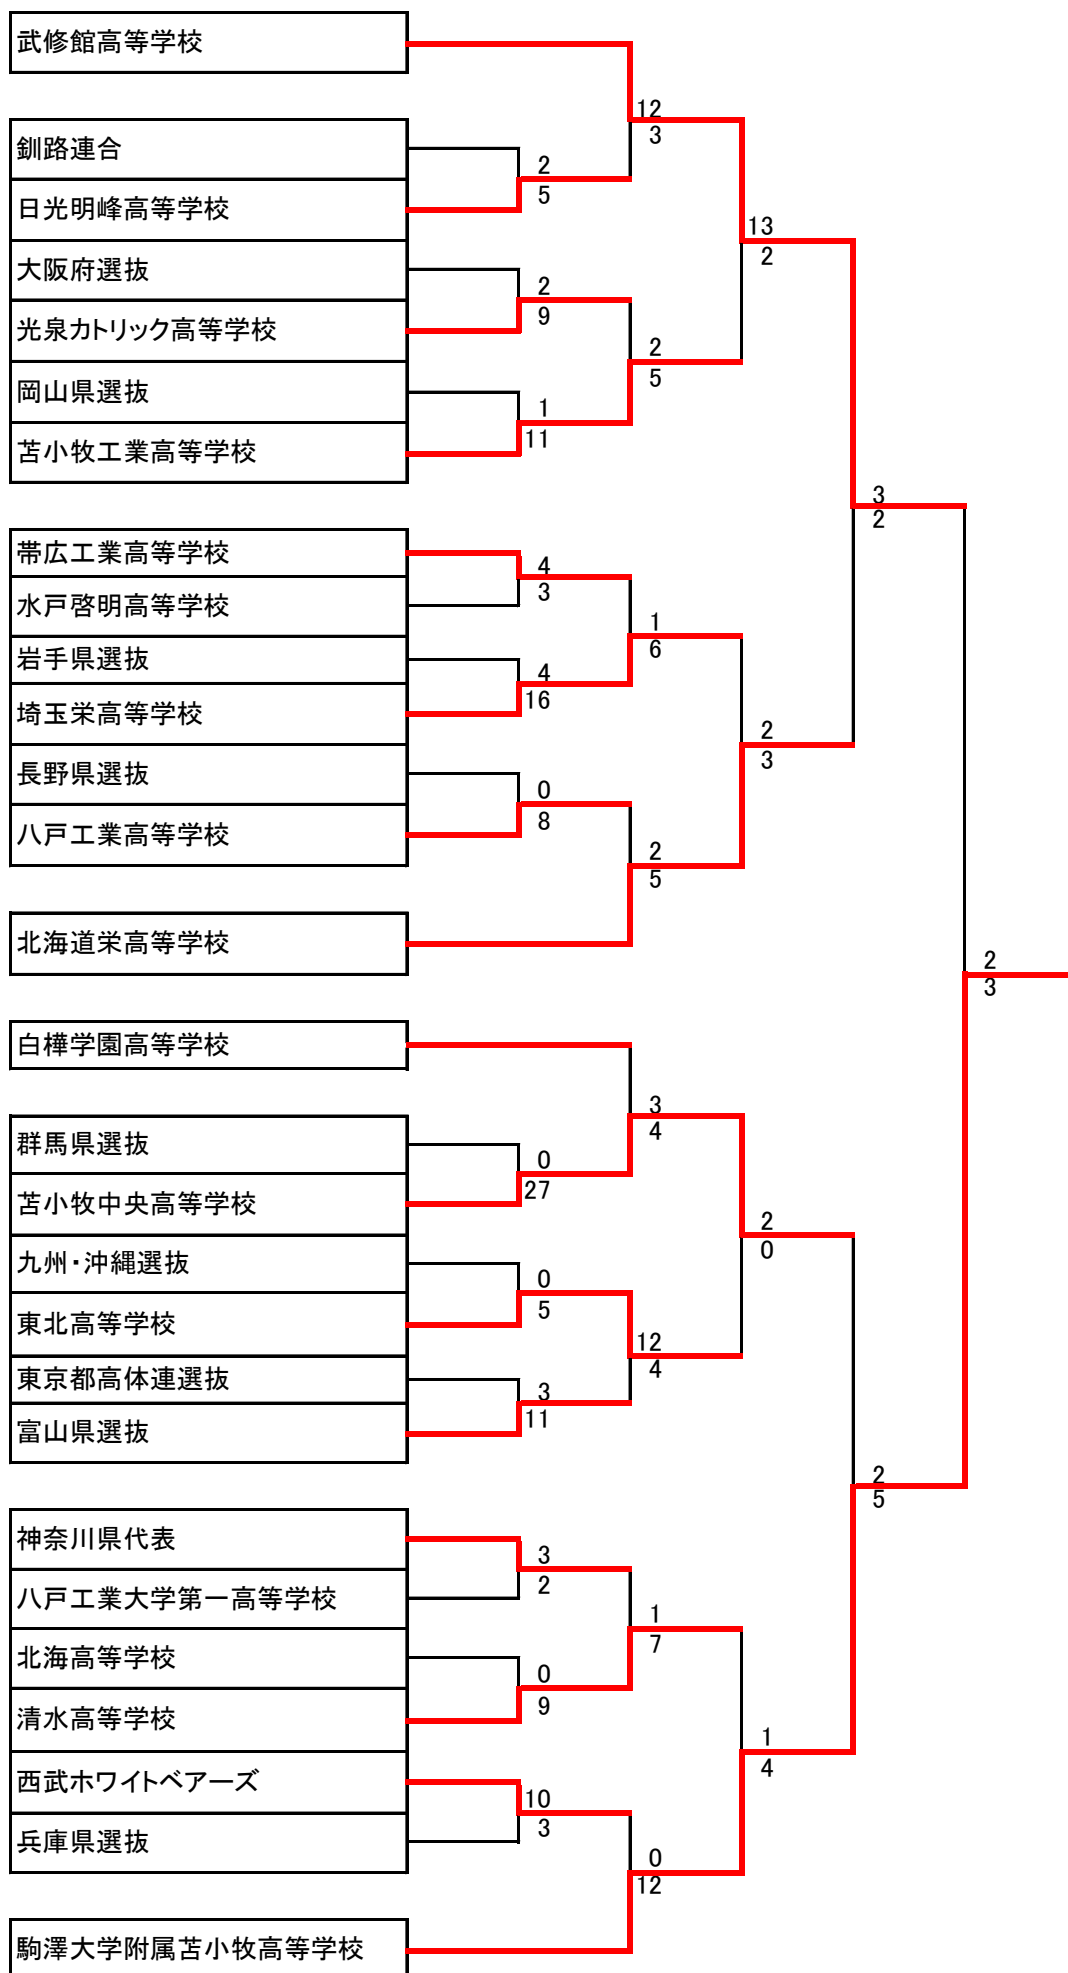 武修館高等学校
12
3
釧路連合
2
5
日光明峰高等学校
13
2
大阪府選抜
2
9
光泉カトリック高等学校
2
5
岡山県選抜
1
11
苫小牧工業高等学校
3
2
帯広工業高等学校
4
3
水戸啓明高等学校
1
6
岩手県選抜
4
16
埼玉栄高等学校
2
3
長野県選抜
0
8
八戸工業高等学校
2
5
北海道栄高等学校
2
3
白樺学園高等学校
3
4
群馬県選抜
0
27
苫小牧中央高等学校
2
0
九州・沖縄選抜
0
5
東北高等学校
12
4
東京都高体連選抜
3
11
富山県選抜
2
5
神奈川県代表
3
2
八戸工業大学第一高等学校
1
7
北海高等学校
0
9
清水高等学校
1
4
西武ホワイトベアーズ
10
3
兵庫県選抜
0
12
駒澤大学附属苫小牧高等学校